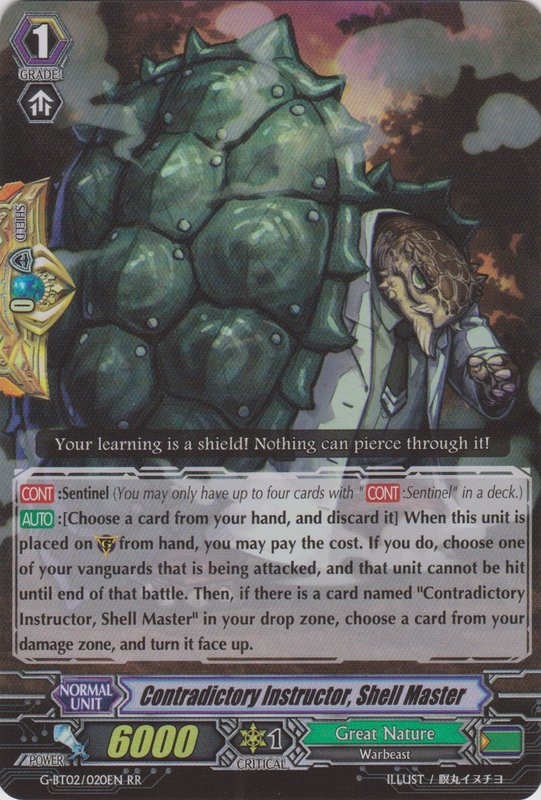 1
GRADE
SHIELD
0
Your learning is a shield! Nothing can pierce through it!
CONT :Sentinel (You may only have up to four cards with " CONT :Sentinel" in a deck.)
AUTO :[Choose a card from your hand, and discard it] When this unit is
placed on G from hand, you may pay the cost. If you do, choose one
of your vanguards that is being attacked, and that unit cannot be hit
until end of that battle. Then, if there is a card named "Contradictory
Instructor, Shell Master" in your drop zone, choose a card from your
damage zone, and turn it face up.
NORMAL
UNIT
Contradictory Instructor, Shell Master
POWER
6000
1
CRITICAL
Great Nature
Warbeast
G-BT02/020EN RR
ILLUST / 眠丸イヌチヨ